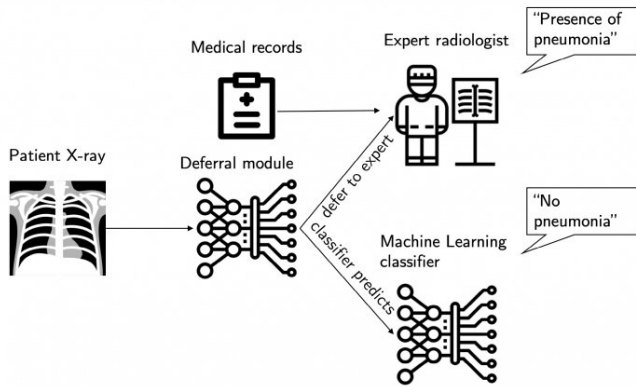 Medical records
Expert radiologist
“Presence of
pneumonia”
Patient X-ray
Deferral module
defer to expert
classifier predicts
Machine Learning
classifier
“No
pneumonia”